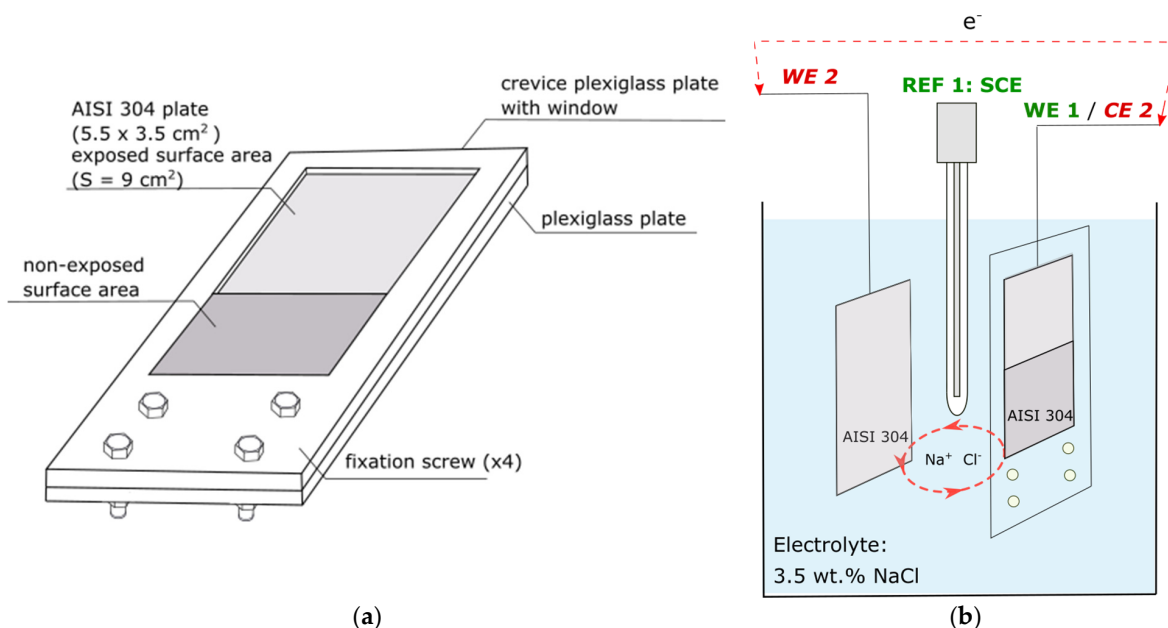 AISI 304 plate
(5.5 x 3.5 cm²)
exposed surface area
(S = 9 cm²)
crevice plexiglass plate
with window
plexiglass plate
non-exposed
surface area
fixation screw (x4)
(a)
e⁻
WE 2
REF 1: SCE
WE 1 / CE 2
AISI 304
AISI 304
Na⁺ Cl⁻
Electrolyte:
3.5 wt.% NaCl
(b)